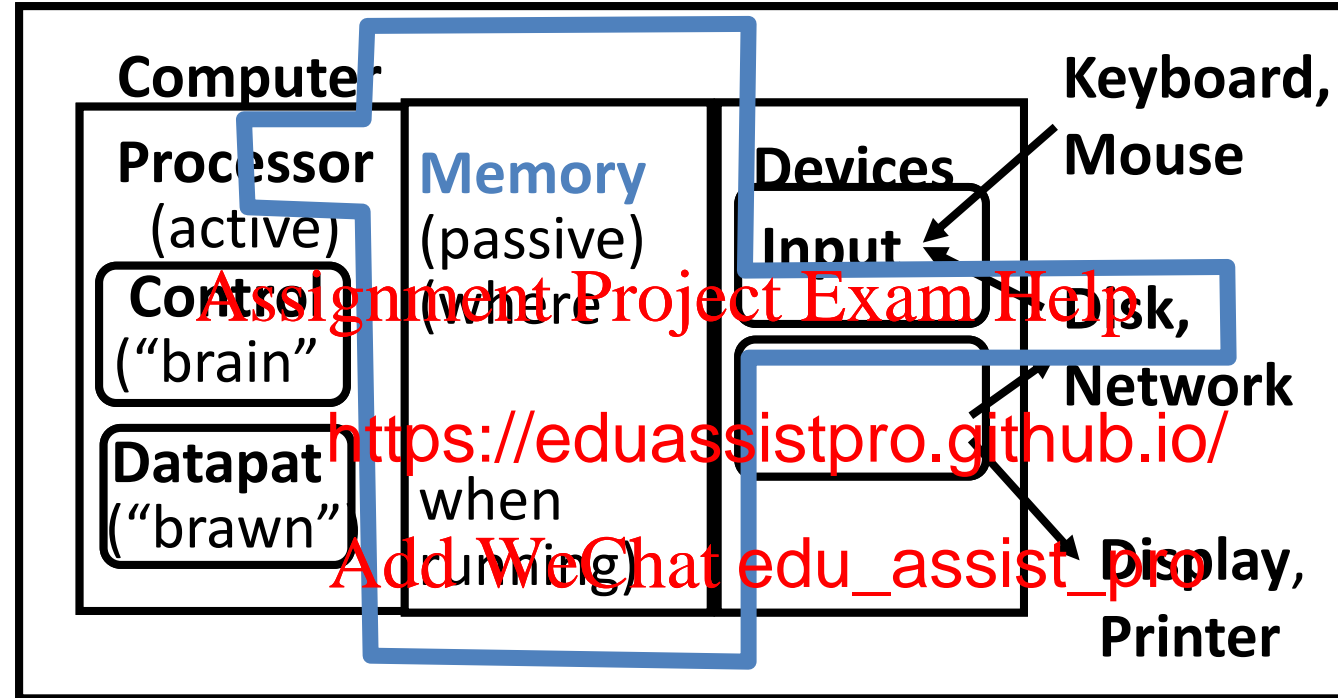 Computer
Processor
(active)
Control
("brain"
Datapat
("brawn")
Memory
(passive)
(where
when
running)
Devices
Input
Keyboard,
Mouse
Disk,
Network
Display,
Printer
Assignment Project Exam Help
https://eduassistpro.github.io/
Add WeChat edu_assist_pro